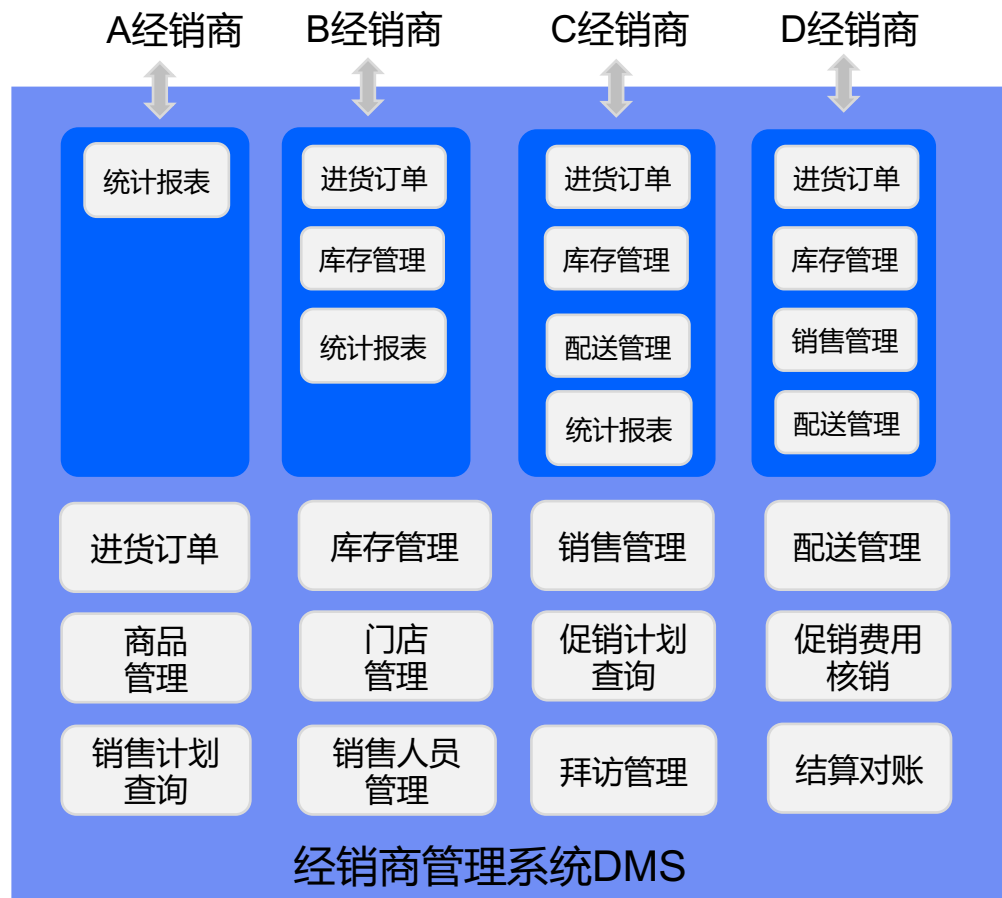 A经销商
B经销商
C经销商
D经销商
统计报表
进货订单
库存管理
统计报表
进货订单
库存管理
配送管理
统计报表
进货订单
库存管理
销售管理
配送管理
进货订单
库存管理
销售管理
配送管理
商品
管理
门店
管理
促销计划
查询
促销费用
核销
销售计划
查询
销售人员
管理
拜访管理
结算对账
经销商管理系统DMS